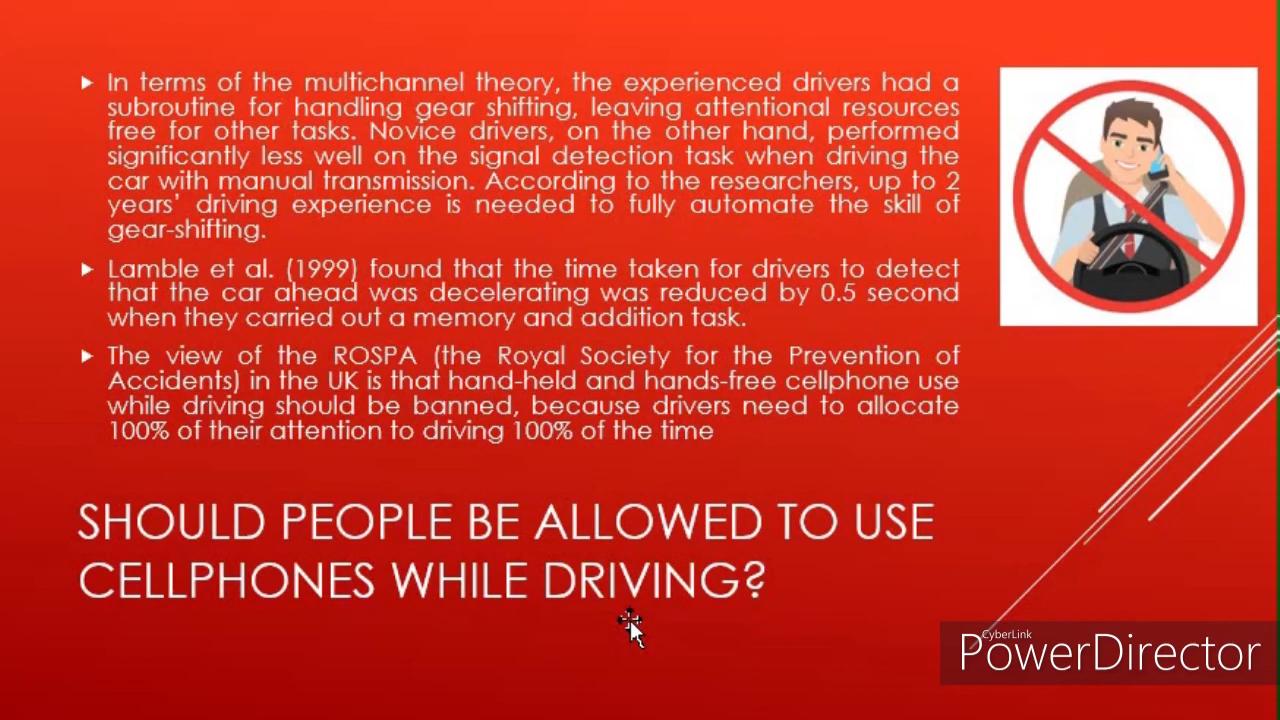 In terms of the multichannel theory, the experienced drivers had a
subroutine for handling gear shifting, leaving attentional resources
free for other tasks. Novice drivers, on the other hand, performed
significantly less well on the signal detection task when driving the
car with manual transmission. According to the researchers, up to 2
years' driving experience is needed to fully automate the skill of
gear-shifting.
Lamble et al. (1999) found that the time taken for drivers to detect
that the car ahead was decelerating was reduced by 0.5 second
when they carried out a memory and addition task.
The view of the ROSPA (the Royal Society for the Prevention of
Accidents) in the UK is that hand-held and hands-free cellphone use
while driving should be banned, because drivers need to allocate
100% of their attention to driving 100% of the time
SHOULD PEOPLE BE ALLOWED TO USE
CELLPHONES WHILE DRIVING?
CyberLink
PowerDirector